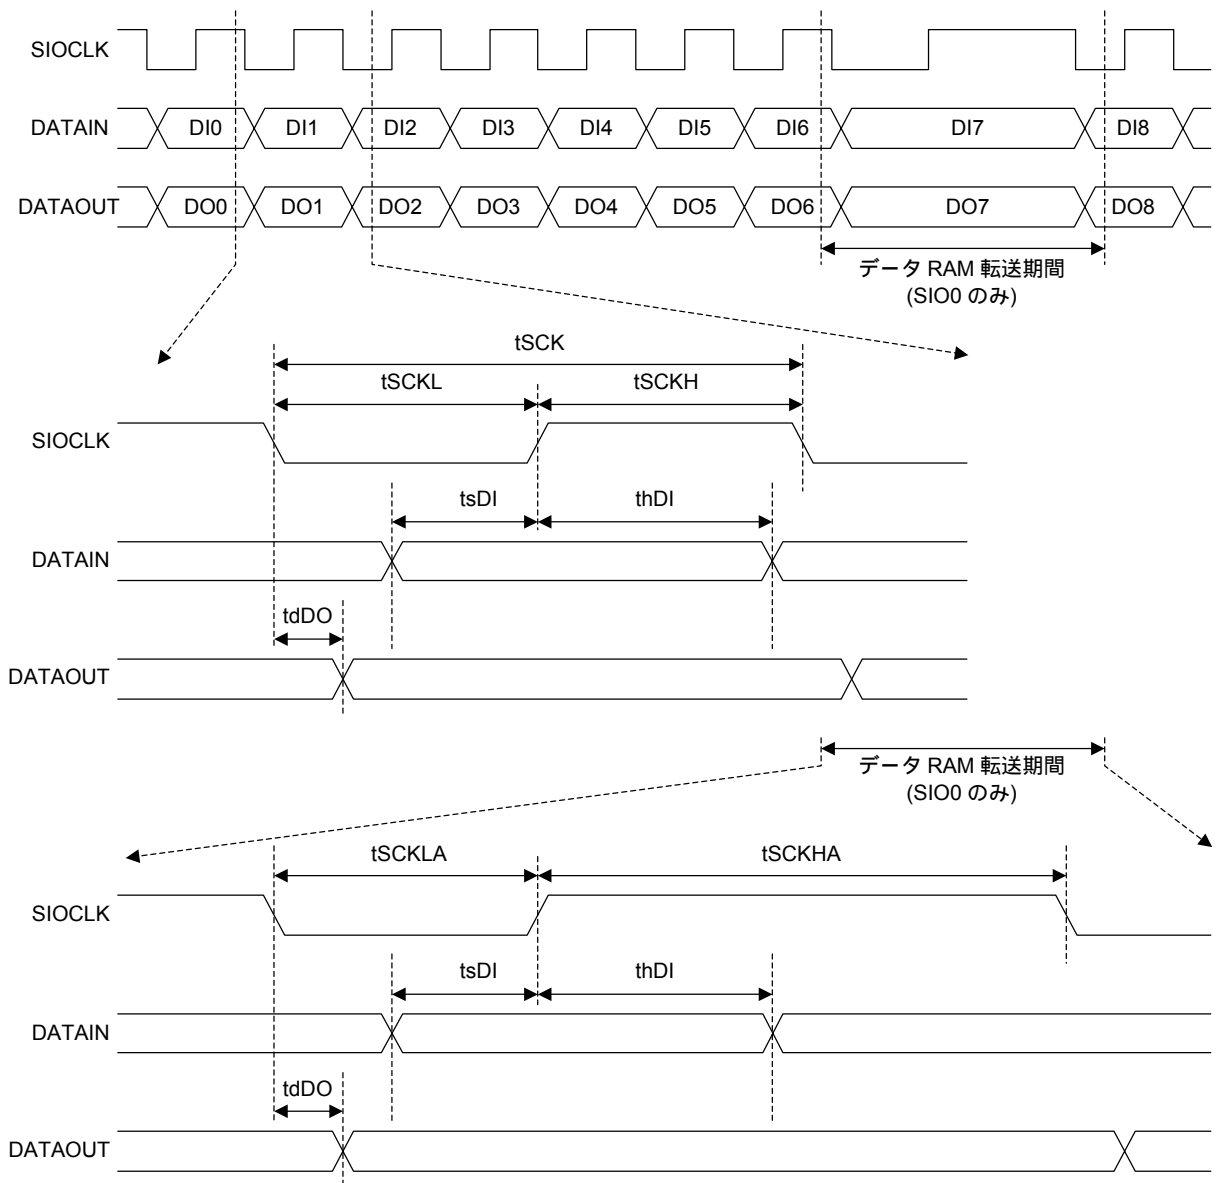 SIOCLK
DATAIN DI0 DI1 DI2 DI3 DI4 DI5 DI6 DI7 DI8
DATAOUT DO0 DO1 DO2 DO3 DO4 DO5 DO6 DO7 DO8
データ RAM 転送期間
(SIO0 のみ)
tSCK
tSCKL tSCKH
SIOCLK
tsDI thDI
DATAIN
tdDO
DATAOUT
データ RAM 転送期間
(SIO0 のみ)
tSCKLA tSCKHA
SIOCLK
tsDI thDI
DATAIN
tdDO
DATAOUT